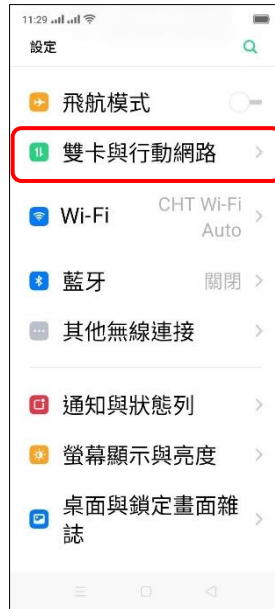 11:29
設定
飛航模式
雙卡與行動網路
Wi-Fi
CHT Wi-Fi
Auto
藍牙
關閉
其他無線連接
通知與狀態列
螢幕顯示與亮度
桌面與鎖定畫面雜
誌